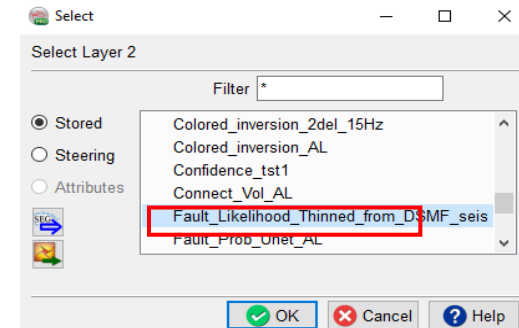 Select
Select Layer 2
Filter *
Stored
Steering
Attributes
Colored_inversion_2del_15Hz
Colored_inversion_AL
Confidence_tst1
Connect_Vol_AL
Fault_Likelihood_Thinned_from_DSMF_seis
Fault_Prob_Unet_AL
OK
Cancel
Help